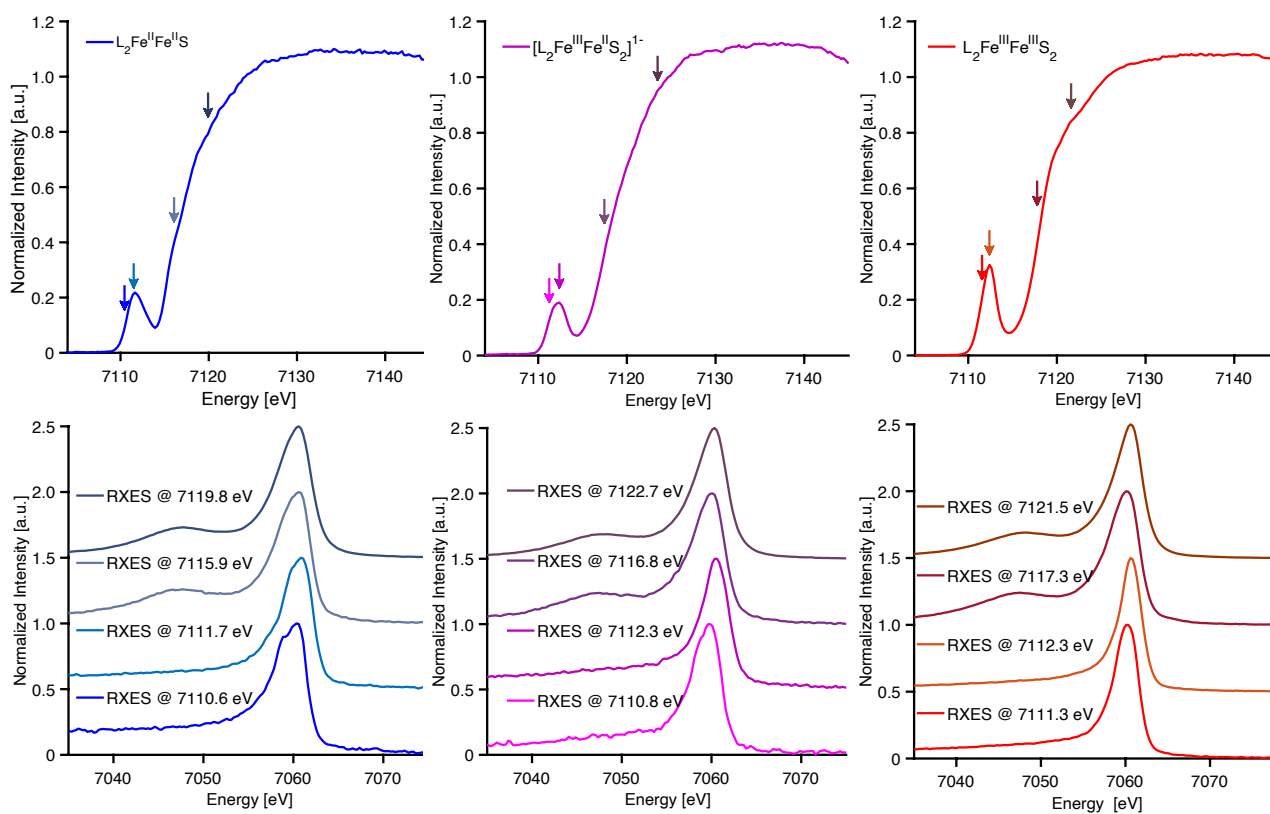 L₂FeᴵᴵFeᴵᴵS
1.2
1.0
0.8
0.6
0.4
0.2
0
Normalized Intensity [a.u.]
7110 7120 7130 7140
Energy [eV]
[L₂FeᴵᴵᴵFeᴵᴵS₂]¹⁻
1.2
1.0
0.8
0.6
0.4
0.2
0
Normalized Intensity [a.u.]
7110 7120 7130 7140
Energy [eV]
L₂FeᴵᴵᴵFeᴵᴵᴵS₂
1.2
1.0
0.8
0.6
0.4
0.2
0
Normalized Intensity [a.u.]
7110 7120 7130 7140
Energy [eV]
2.5
2.0
1.5
1.0
0.5
0
Normalized Intensity [a.u.]
RXES @ 7119.8 eV
RXES @ 7115.9 eV
RXES @ 7111.7 eV
RXES @ 7110.6 eV
7040 7050 7060 7070
Energy [eV]
2.5
2.0
1.5
1.0
0.5
0
Normalized Intensity [a.u.]
RXES @ 7122.7 eV
RXES @ 7116.8 eV
RXES @ 7112.3 eV
RXES @ 7110.8 eV
7040 7050 7060 7070
Energy [eV]
2.5
2.0
1.5
1.0
0.5
0
Normalized Intensity [a.u.]
RXES @ 7121.5 eV
RXES @ 7117.3 eV
RXES @ 7112.3 eV
RXES @ 7111.3 eV
7040 7050 7060 7070
Energy [eV]